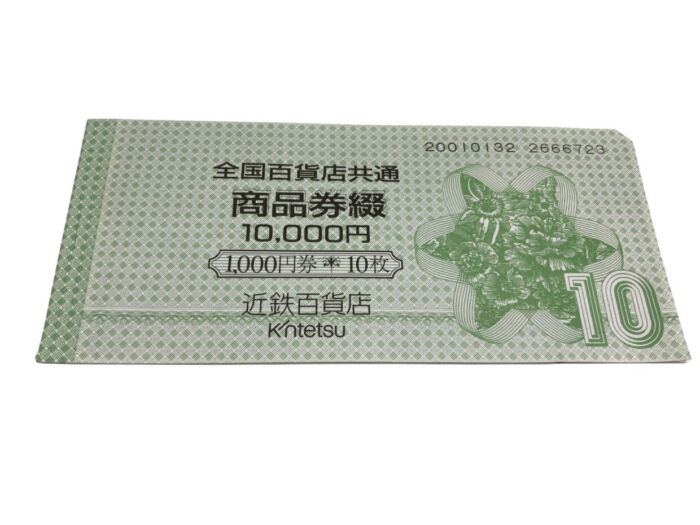 20010132 2666723
全国百貨店共通
商品券綴
10,000円
1,000円券＊10枚
近鉄百貨店
Kintetsu
10